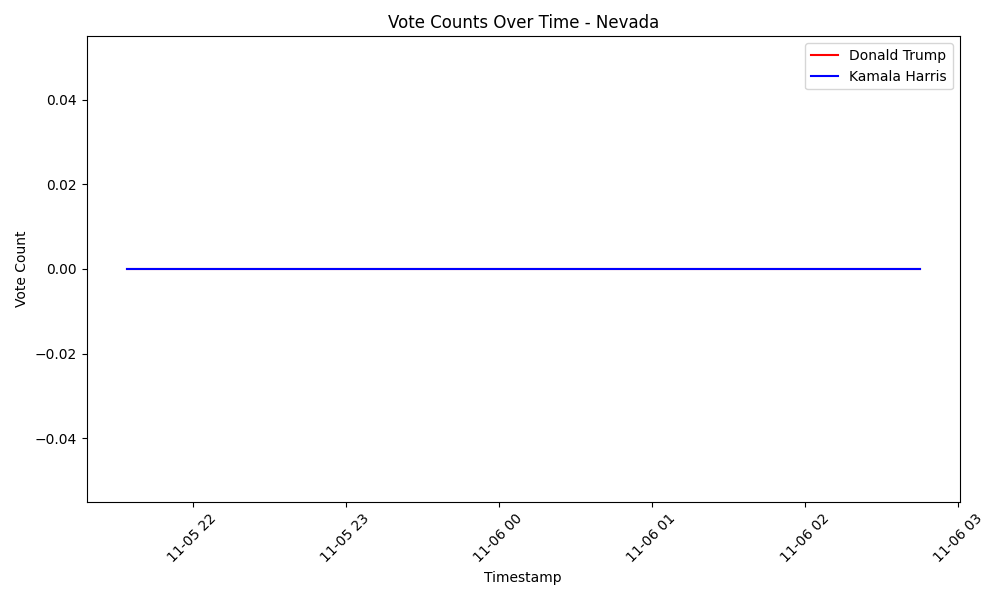 Vote Counts Over Time - Nevada
Donald Trump
Kamala Harris
0.04
0.02
0.00
−0.02
−0.04
Vote Count
11-05 22
11-05 23
11-06 00
11-06 01
11-06 02
11-06 03
Timestamp